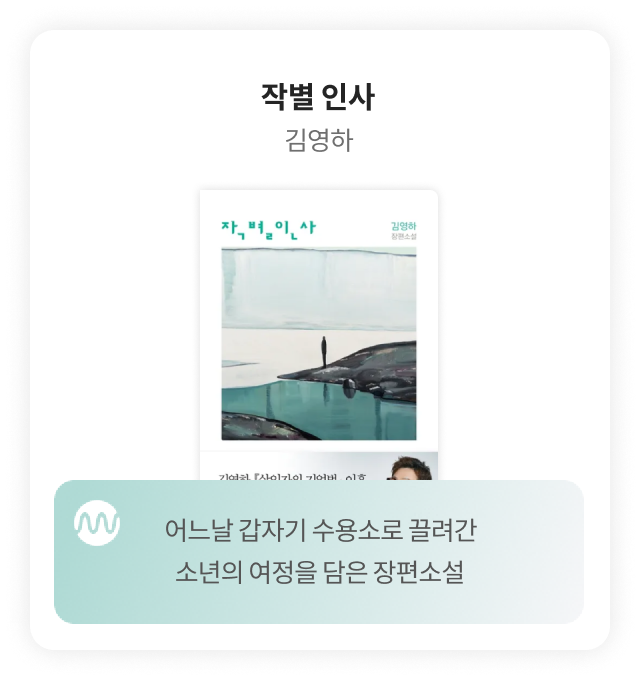 작별 인사
김영하
작별인사
김영하
장편소설
김영하 『살인자의 기억법』 이후
어느날 갑자기 수용소로 끌려간
소년의 여정을 담은 장편소설